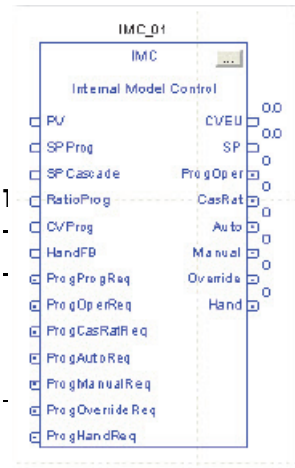 IMC_01
IMC
...
Internal Model Control
0.0
PV CVEU
0.0
SPProg SP
0
SPCascade ProgOper
0
RatioProg CasRat
0
CVProg Auto
0
HandFB Manual
0
ProgProgReq Override
0
ProgOperReq Hand
ProgCasRatReq
ProgAutoReq
ProgManualReq
ProgOverrideReq
ProgHandReq